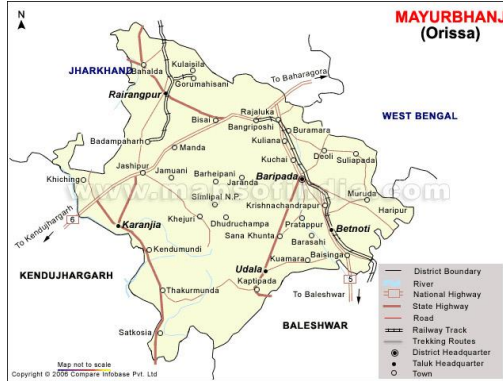 N
MAYURBHANJ
(Orissa)
JHARKHAND
Kulaisila
Bahalda
Gorumahisani
Rairangpur
To Baharagora
Bisai
Rajaluka
Bangriposhi
WEST BENGAL
Buramara
Kuliana
Badampaharh
Manda
Kuchai
Deoli
Suliapada
Jashipur
Jamuani
Barheipani
Khiching
Jaranda
Baripada
www.mapsofindia.com
Simlipal N.P.
Muruda
Krishnachandrapur
Haripur
Khejuri
Dhudruchampa
Pratappur
6
To Kendujhargarh
Karanjia
Betnoti
Sana Khunta
Barasahi
Kendumundi
Kuamara
Baisinga
KENDUJHARGARH
Udala
5
Kaptipada
Thakurmunda
To Baleshwar
Satkosia
BALESHWAR
District Boundary
River
National Highway
State Highway
Road
Railway Track
Trekking Routes
District Headquarter
Taluk Headquarter
Town
Map not to scale
Copyright © 2006 Compare Infobase Pvt. Ltd